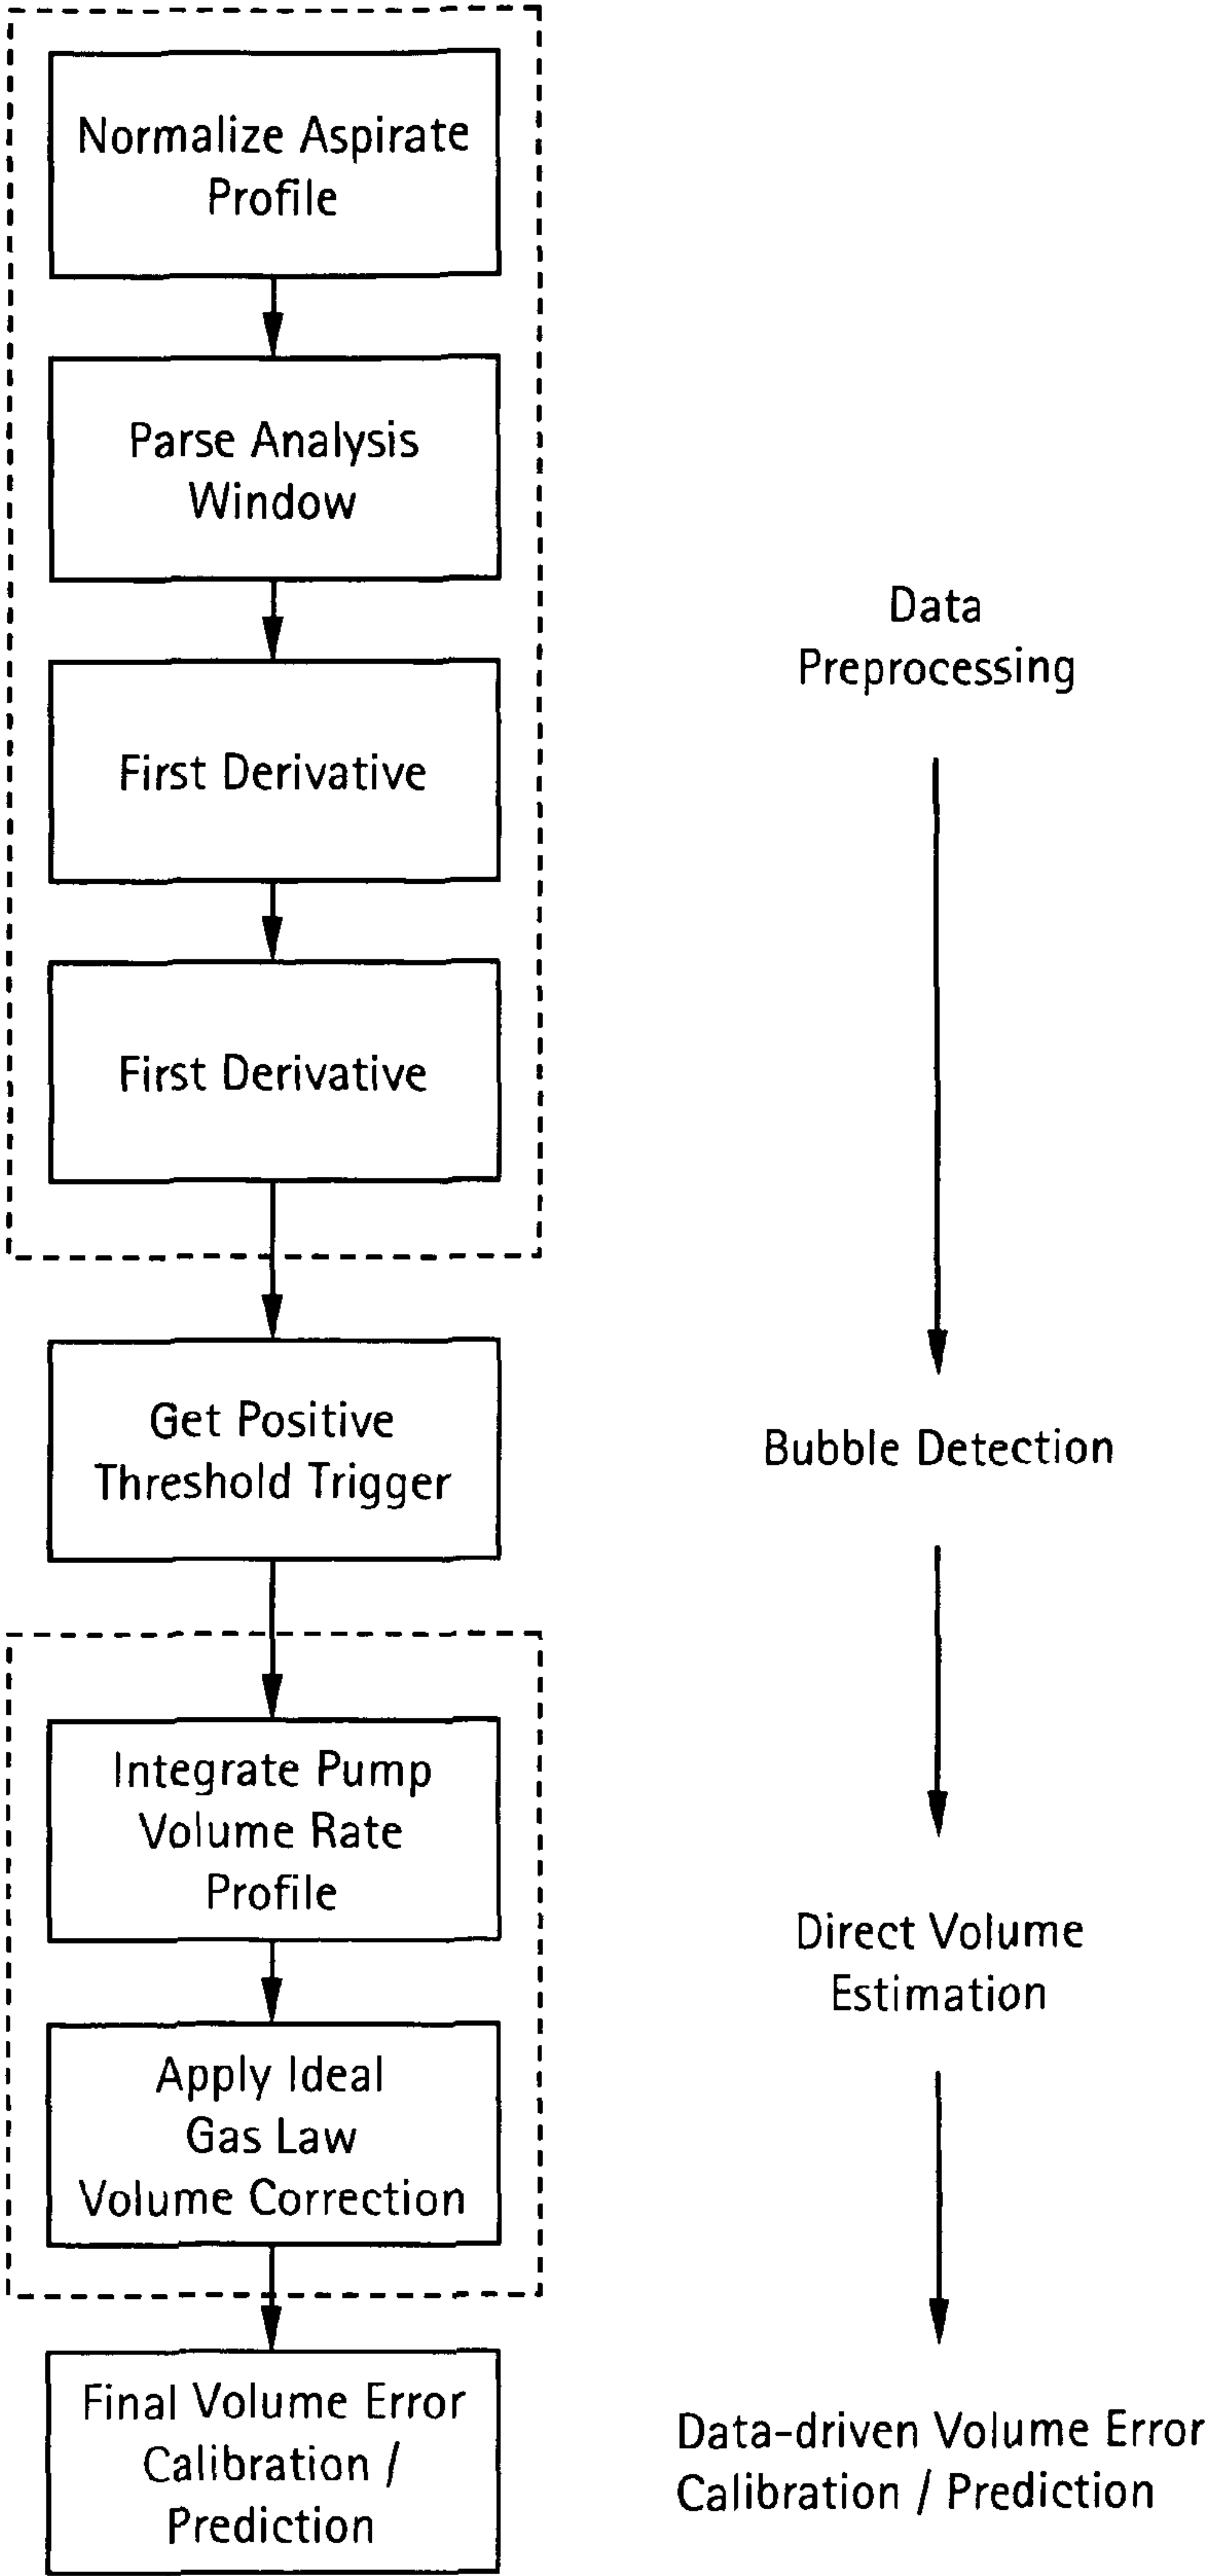 Normalize Aspirate
Profile
Parse Analysis
Window
First Derivative
First Derivative
Get Positive
Threshold Trigger
Integrate Pump
Volume Rate
Profile
Apply Ideal
Gas Law
Volume Correction
Final Volume Error
Calibration /
Prediction
Data
Preprocessing
Bubble Detection
Direct Volume
Estimation
Data-driven Volume Error
Calibration / Prediction